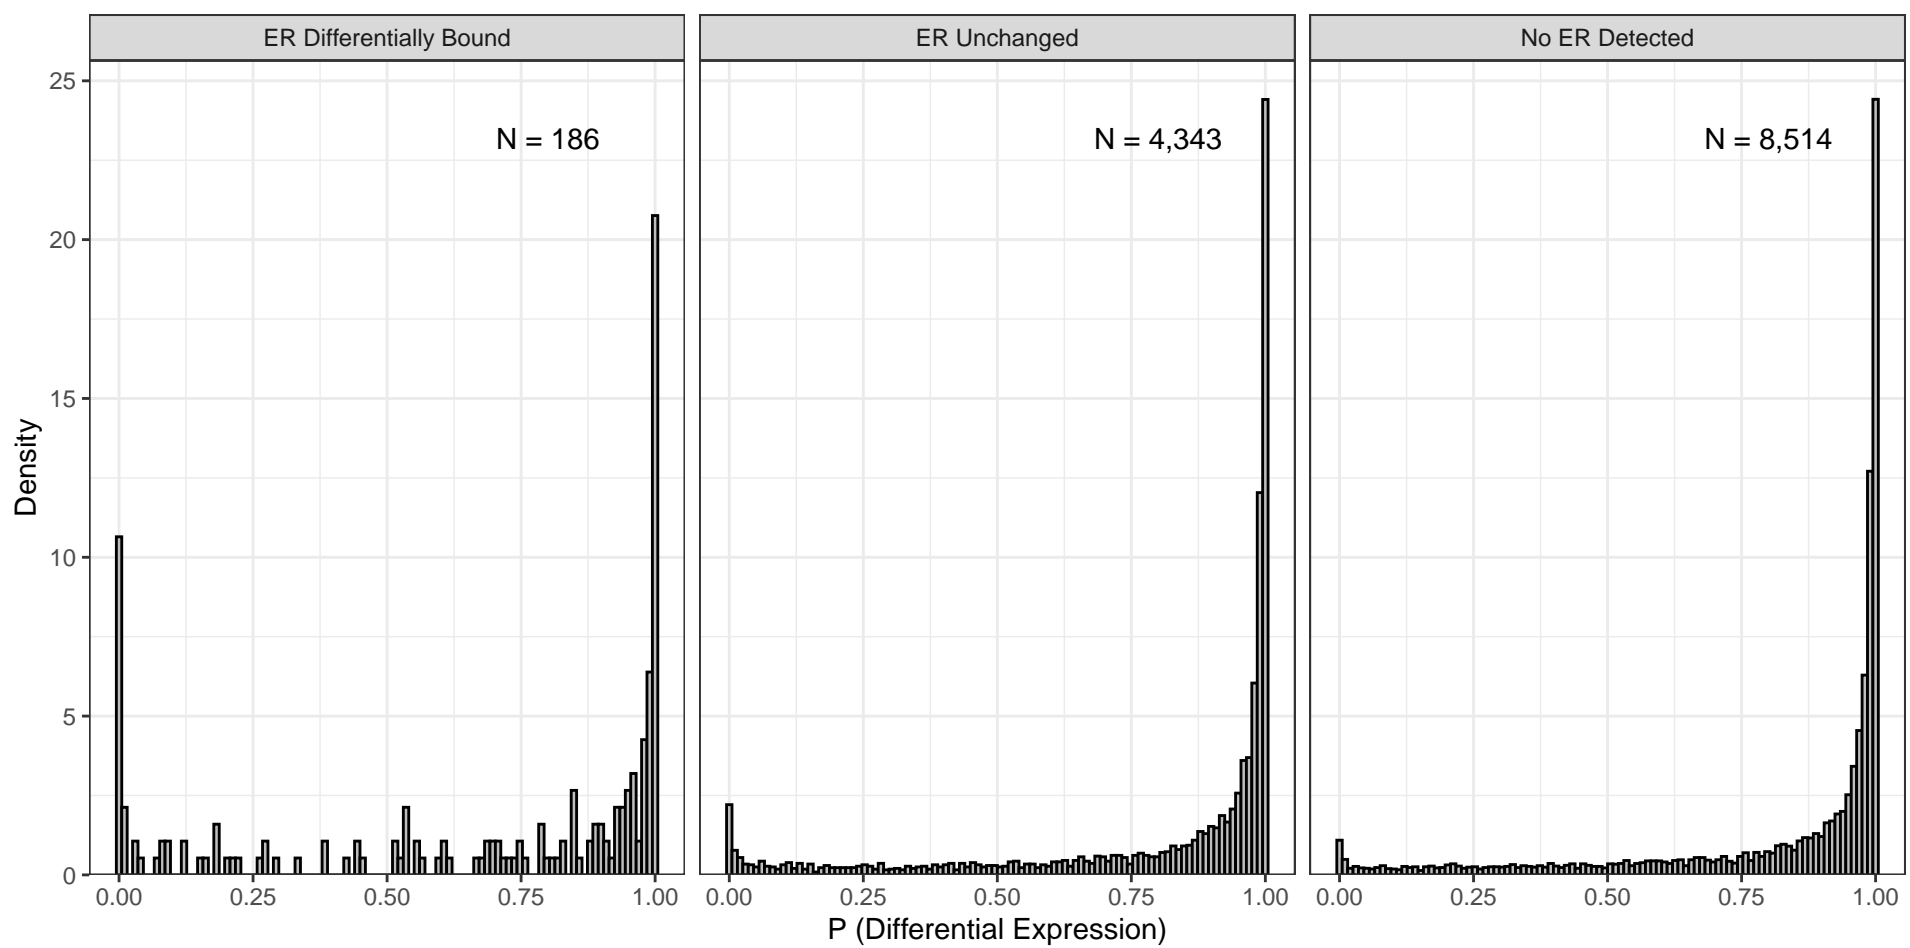 ER Differentially Bound
ER Unchanged
No ER Detected
N = 186
N = 4,343
N = 8,514
Density
25
20
15
10
5
0
0.00 0.25 0.50 0.75 1.00
0.00 0.25 0.50 0.75 1.00
0.00 0.25 0.50 0.75 1.00
P (Differential Expression)